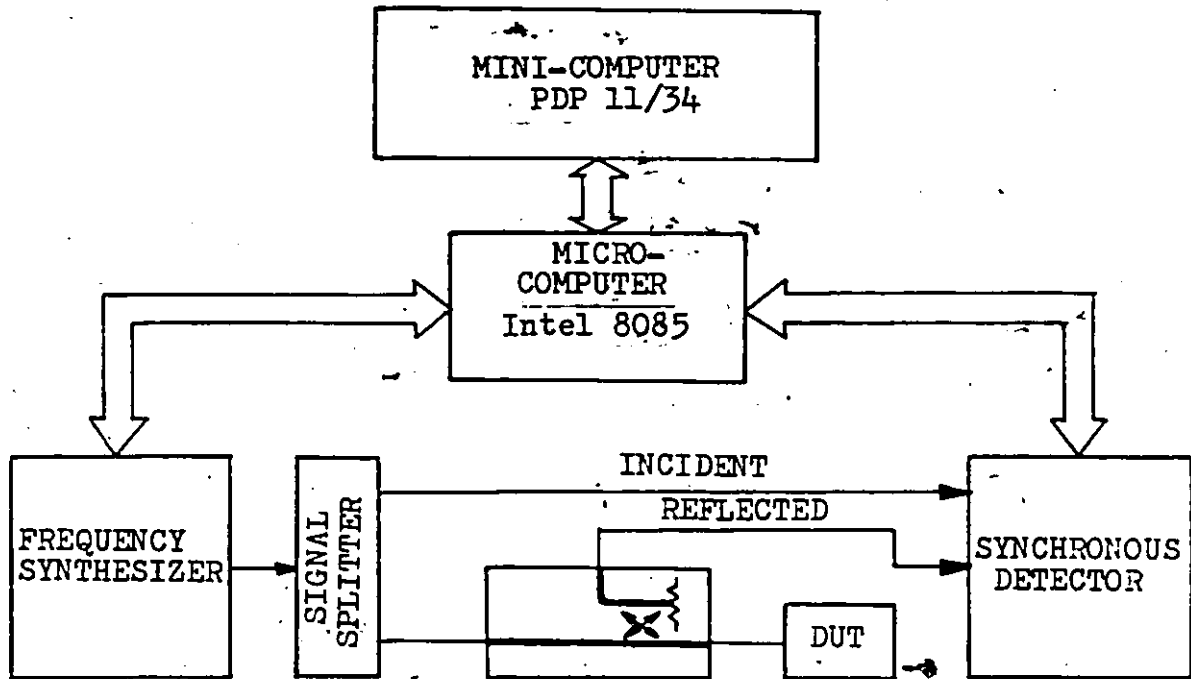 MINI-COMPUTER
PDP 11/34
MICRO-
COMPUTER
Intel 8085
INCIDENT
REFLECTED
FREQUENCY
SYNTHESIZER
SIGNAL
SPLITTER
SYNCHRONOUS
DETECTOR
DUT